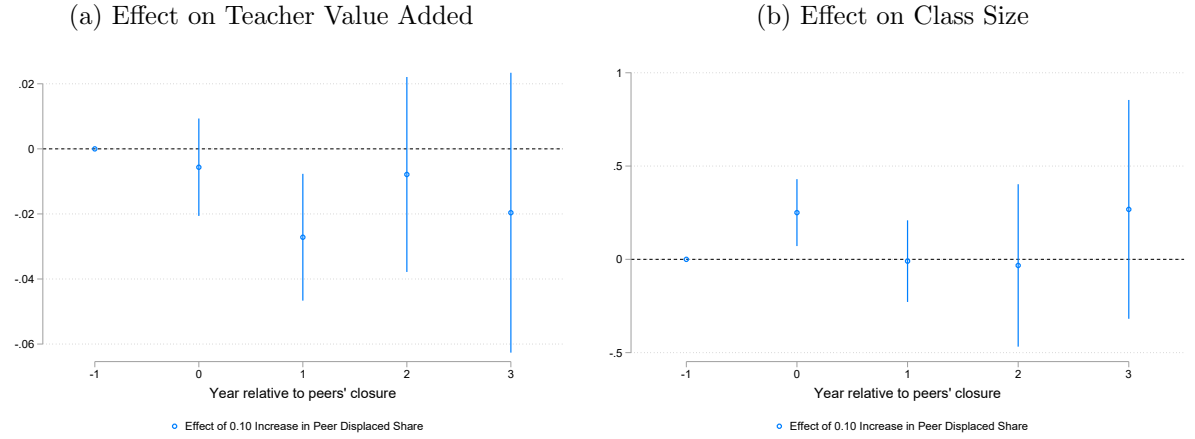 (a) Effect on Teacher Value Added
.02
0
-.02
-.04
-.06
-1 0 1 2 3
Year relative to peers' closure
Effect of 0.10 Increase in Peer Displaced Share
(b) Effect on Class Size
1
.5
0
-.5
-1 0 1 2 3
Year relative to peers' closure
Effect of 0.10 Increase in Peer Displaced Share